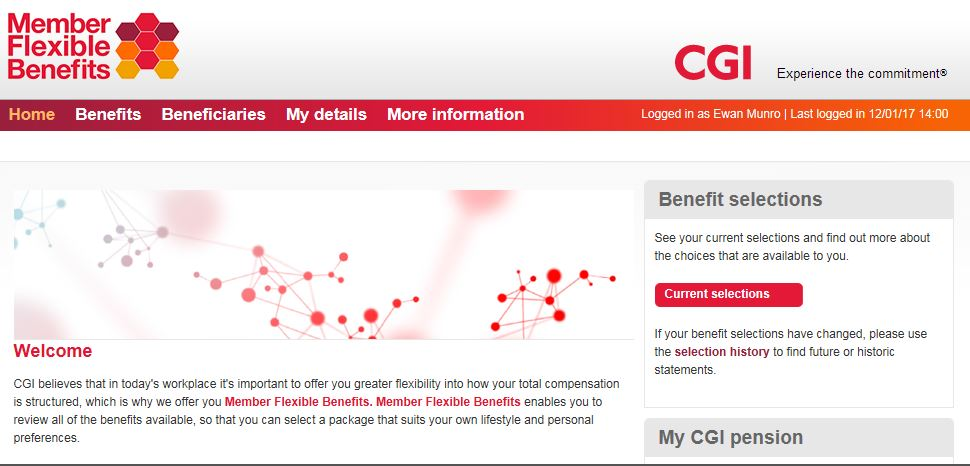 Member
Flexible
Benefits
CGI
Experience the commitment®
Home Benefits Beneficiaries My details More information
Logged in as Ewan Munro | Last logged in 12/01/17 14:00
Welcome
CGI believes that in today's workplace it's important to offer you greater flexibility into how your total compensation
is structured, which is why we offer you Member Flexible Benefits. Member Flexible Benefits enables you to
review all of the benefits available, so that you can select a package that suits your own lifestyle and personal
preferences.
Benefit selections
See your current selections and find out more about
the choices that are available to you.
Current selections
If your benefit selections have changed, please use
the selection history to find future or historic
statements.
My CGI pension